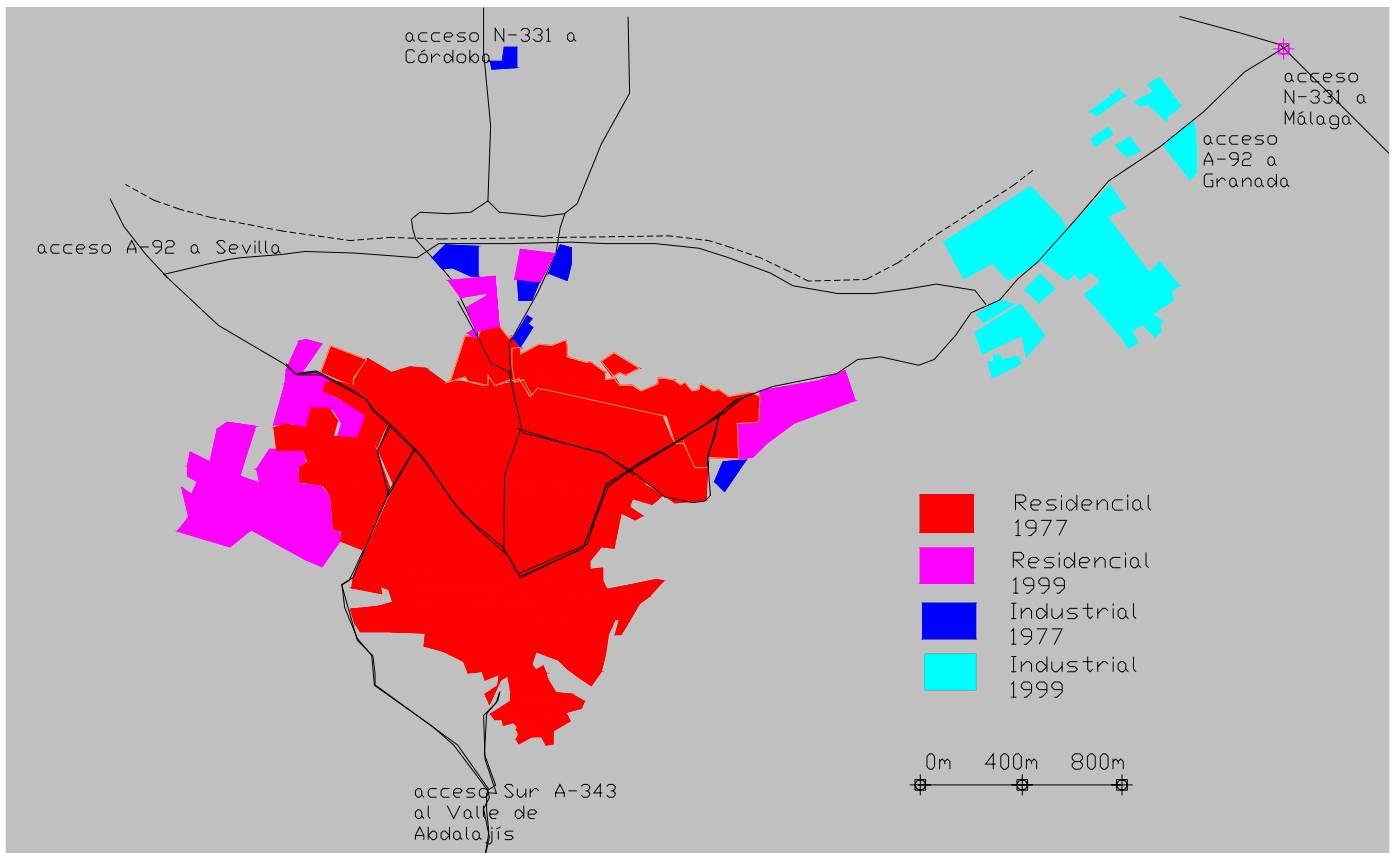 acceso N-331 a
Córdoba
acceso
N-331 a
Málaga
acceso
A-92 a
Granada
acceso A-92 a Sevilla
Residencial
1977
Residencial
1999
Industrial
1977
Industrial
1999
0m 400m 800m
acceso Sur A-343
al Valle de
Abdalajís